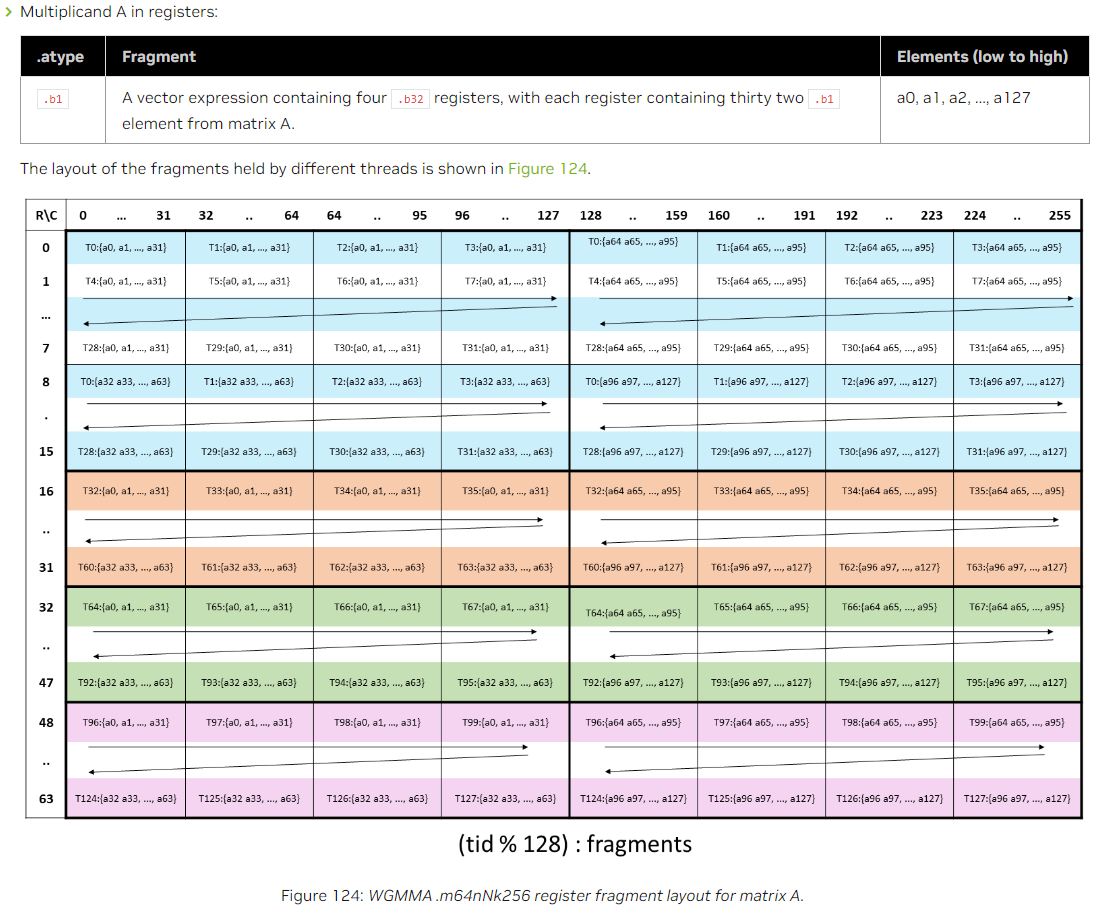 Multiplicand A in registers:
.atype Fragment Elements (low to high)
.b1 A vector expression containing four .b32 registers, with each register containing thirty two .b1 a0, a1, a2, …, a127
element from matrix A.
The layout of the fragments held by different threads is shown in Figure 124.
R\C 0 ... 31 32 .. 64 64 .. 95 96 .. 127 128 .. 159 160 .. 191 192 .. 223 224 .. 255
0 T0:{a0, a1, ..., a31} T1:{a0, a1, ..., a31} T2:{a0, a1, ..., a31} T3:{a0, a1, ..., a31} T0:{a64 a65, ..., a95} T1:{a64 a65, ..., a95} T2:{a64 a65, ..., a95} T3:{a64 a65, ..., a95}
1 T4:{a0, a1, ..., a31} T5:{a0, a1, ..., a31} T6:{a0, a1, ..., a31} T7:{a0, a1, ..., a31} T4:{a64 a65, ..., a95} T5:{a64 a65, ..., a95} T6:{a64 a65, ..., a95} T7:{a64 a65, ..., a95}
...
7 T28:{a0, a1, ..., a31} T29:{a0, a1, ..., a31} T30:{a0, a1, ..., a31} T31:{a0, a1, ..., a31} T28:{a64 a65, ..., a95} T29:{a64 a65, ..., a95} T30:{a64 a65, ..., a95} T31:{a64 a65, ..., a95}
8 T0:{a32 a33, ..., a63} T1:{a32 a33, ..., a63} T2:{a32 a33, ..., a63} T3:{a32 a33, ..., a63} T0:{a96 a97, ..., a127} T1:{a96 a97, ..., a127} T2:{a96 a97, ..., a127} T3:{a96 a97, ..., a127}
.
15 T28:{a32 a33, ..., a63} T29:{a32 a33, ..., a63} T30:{a32 a33, ..., a63} T31:{a32 a33, ..., a63} T28:{a96 a97, ..., a127} T29:{a96 a97, ..., a127} T30:{a96 a97, ..., a127} T31:{a96 a97, ..., a127}
16 T32:{a0, a1, ..., a31} T33:{a0, a1, ..., a31} T34:{a0, a1, ..., a31} T35:{a0, a1, ..., a31} T32:{a64 a65, ..., a95} T33:{a64 a65, ..., a95} T34:{a64 a65, ..., a95} T35:{a64 a65, ..., a95}
..
31 T60:{a32 a33, ..., a63} T61:{a32 a33, ..., a63} T62:{a32 a33, ..., a63} T63:{a32 a33, ..., a63} T60:{a96 a97, ..., a127} T61:{a96 a97, ..., a127} T62:{a96 a97, ..., a127} T63:{a96 a97, ..., a127}
32 T64:{a0, a1, ..., a31} T65:{a0, a1, ..., a31} T66:{a0, a1, ..., a31} T67:{a0, a1, ..., a31} T64:{a64 a65, ..., a95} T65:{a64 a65, ..., a95} T66:{a64 a65, ..., a95} T67:{a64 a65, ..., a95}
..
47 T92:{a32 a33, ..., a63} T93:{a32 a33, ..., a63} T94:{a32 a33, ..., a63} T95:{a32 a33, ..., a63} T92:{a96 a97, ..., a127} T93:{a96 a97, ..., a127} T94:{a96 a97, ..., a127} T95:{a96 a97, ..., a127}
48 T96:{a0, a1, ..., a31} T97:{a0, a1, ..., a31} T98:{a0, a1, ..., a31} T99:{a0, a1, ..., a31} T96:{a64 a65, ..., a95} T97:{a64 a65, ..., a95} T98:{a64 a65, ..., a95} T99:{a64 a65, ..., a95}
..
63 T124:{a32 a33, ..., a63} T125:{a32 a33, ..., a63} T126:{a32 a33, ..., a63} T127:{a32 a33, ..., a63} T124:{a96 a97, ..., a127} T125:{a96 a97, ..., a127} T126:{a96 a97, ..., a127} T127:{a96 a97, ..., a127}
(tid % 128) : fragments
Figure 124: WGMMA .m64nNk256 register fragment layout for matrix A.